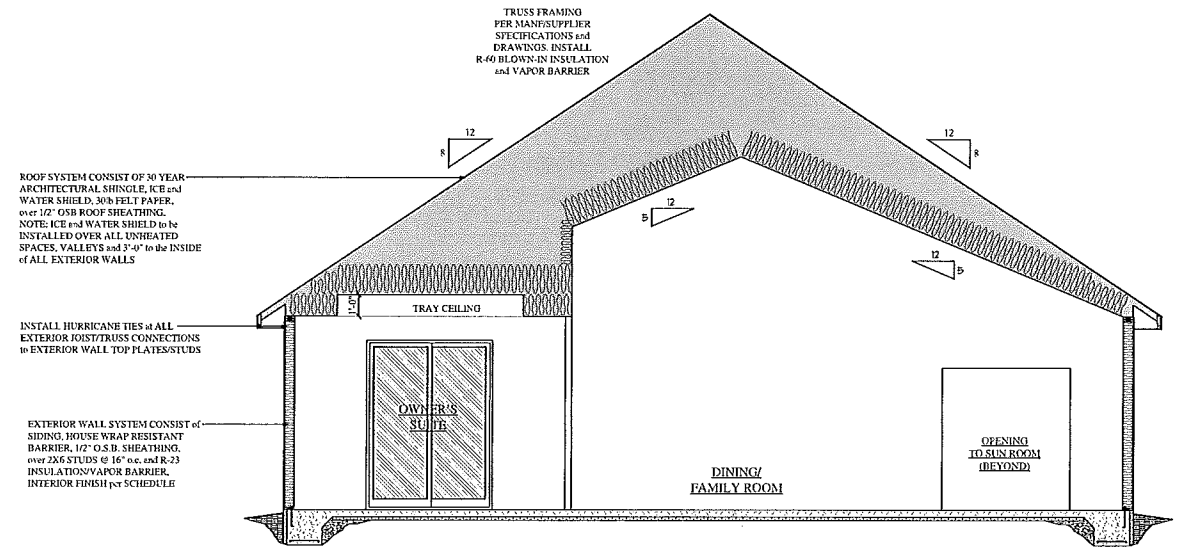 TRUSS FRAMING
PER MANF/SUPPLIER
SPECIFICATIONS and
DRAWINGS. INSTALL
R-60 BLOWN-IN INSULATION
and VAPOR BARRIER
12
8
12
8
ROOF SYSTEM CONSIST OF 30 YEAR
ARCHITECTURAL SHINGLE, ICE and
WATER SHIELD, 30lb FELT PAPER,
over 1/2" OSB ROOF SHEATHING.
NOTE: ICE and WATER SHIELD to be
INSTALLED OVER ALL UNHEATED
SPACES, VALLEYS and 3'-0" to the INSIDE
of ALL EXTERIOR WALLS
12
5
12
5
1'-0"
TRAY CEILING
INSTALL HURRICANE TIES at ALL
EXTERIOR JOIST/TRUSS CONNECTIONS
to EXTERIOR WALL TOP PLATES/STUDS
EXTERIOR WALL SYSTEM CONSIST of
SIDING, HOUSE WRAP RESISTANT
BARRIER, 1/2" O.S.B. SHEATHING,
over 2X6 STUDS @ 16" o.c. and R-23
INSULATION/VAPOR BARRIER,
INTERIOR FINISH per SCHEDULE
OWNER'S
SUITE
DINING/
FAMILY ROOM
OPENING
TO SUN ROOM
(BEYOND)